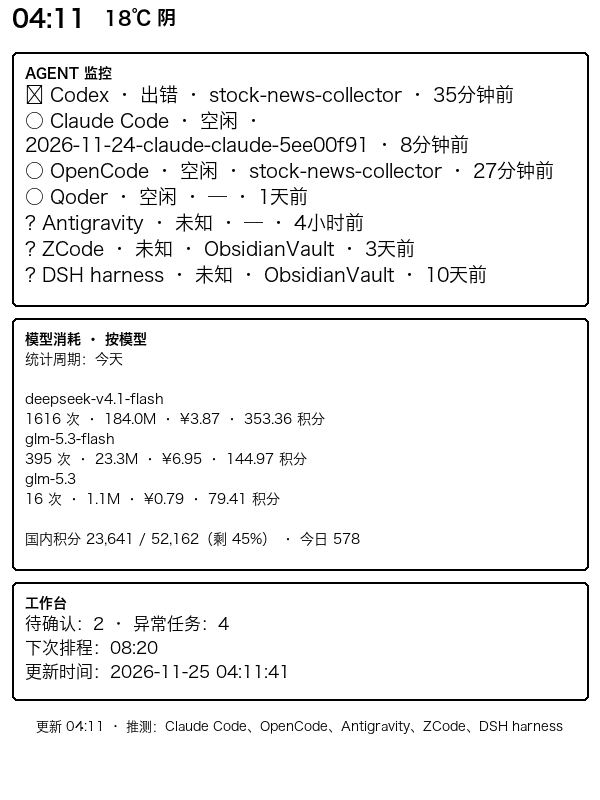 04:11 18℃ 阴
AGENT 监控
☒ Codex · 出错 · stock-news-collector · 35分钟前
○ Claude Code · 空闲 ·
2026-11-24-claude-claude-5ee00f91 · 8分钟前
○ OpenCode · 空闲 · stock-news-collector · 27分钟前
○ Qoder · 空闲 · — · 1天前
? Antigravity · 未知 · — · 4小时前
? ZCode · 未知 · ObsidianVault · 3天前
? DSH harness · 未知 · ObsidianVault · 10天前
模型消耗 · 按模型
统计周期：今天
deepseek-v4.1-flash
1616 次 · 184.0M · ¥3.87 · 353.36 积分
glm-5.3-flash
395 次 · 23.3M · ¥6.95 · 144.97 积分
glm-5.3
16 次 · 1.1M · ¥0.79 · 79.41 积分
国内积分 23,641 / 52,162（剩 45%） · 今日 578
工作台
待确认：2 · 异常任务：4
下次排程：08:20
更新时间：2026-11-25 04:11:41
更新 04:11 · 推测：Claude Code、OpenCode、Antigravity、ZCode、DSH harness